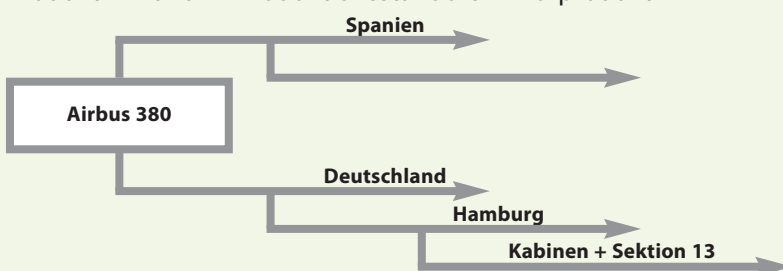 Spanien
Airbus 380
Deutschland
Hamburg
Kabinen + Sektion 13